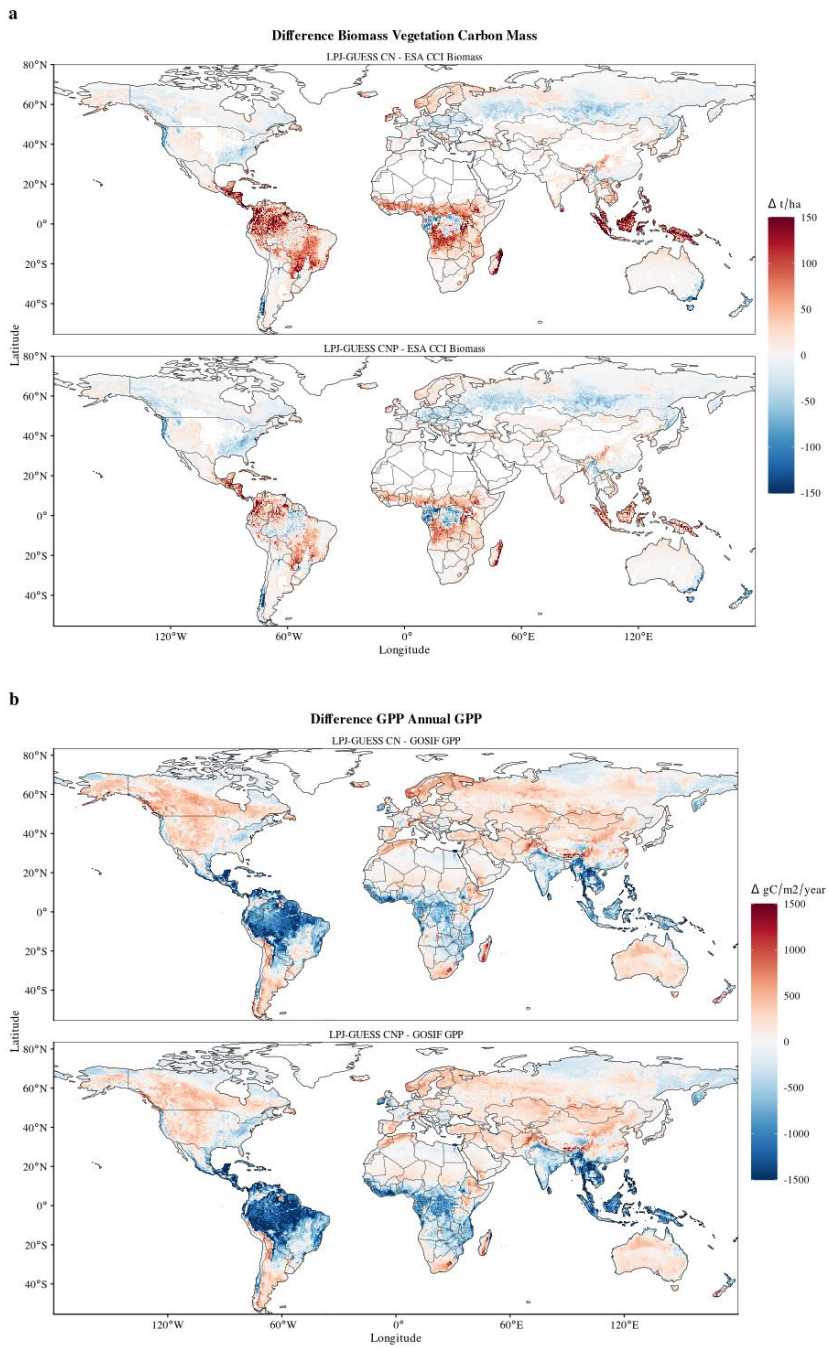 a
Difference Biomass Vegetation Carbon Mass
LPJ-GUESS CN - ESA CCI Biomass
80°N
60°N
40°N
20°N
0°
20°S
40°S
LPJ-GUESS CNP - ESA CCI Biomass
80°N
60°N
40°N
20°N
0°
20°S
40°S
120°W
60°W
0°
60°E
120°E
Longitude
Latitude
Δ t/ha
150
100
50
0
-50
-100
-150
b
Difference GPP Annual GPP
LPJ-GUESS CN - GOSIF GPP
80°N
60°N
40°N
20°N
0°
20°S
40°S
LPJ-GUESS CNP - GOSIF GPP
80°N
60°N
40°N
20°N
0°
20°S
40°S
120°W
60°W
0°
60°E
120°E
Longitude
Latitude
Δ gC/m2/year
1500
1000
500
0
-500
-1000
-1500